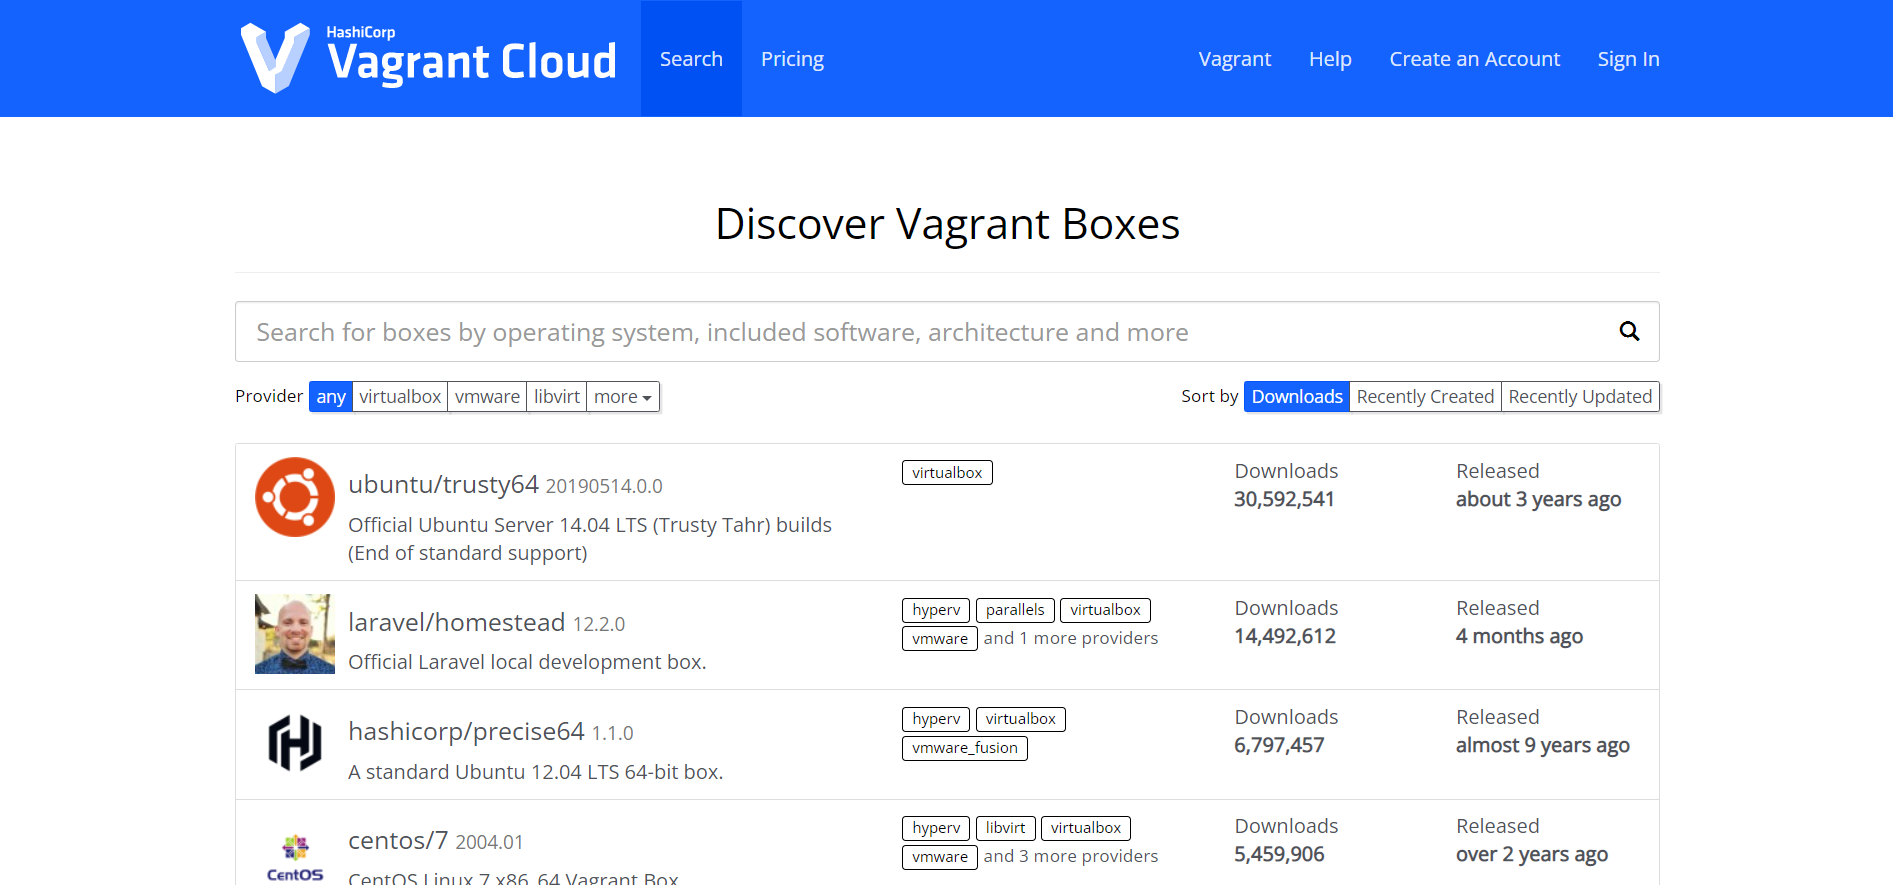 HashiCorp
Vagrant Cloud
Search
Pricing
Vagrant
Help
Create an Account
Sign In
Discover Vagrant Boxes
Search for boxes by operating system, included software, architecture and more
Provider any virtualbox vmware libvirt more
Sort by Downloads Recently Created Recently Updated
ubuntu/trusty64 20190514.0.0
Official Ubuntu Server 14.04 LTS (Trusty Tahr) builds
(End of standard support)
virtualbox
Downloads
30,592,541
Released
about 3 years ago
laravel/homestead 12.2.0
Official Laravel local development box.
hyperv parallels virtualbox
vmware and 1 more providers
Downloads
14,492,612
Released
4 months ago
hashicorp/precise64 1.1.0
A standard Ubuntu 12.04 LTS 64-bit box.
hyperv virtualbox
vmware_fusion
Downloads
6,797,457
Released
almost 9 years ago
CentOS
centos/7 2004.01
CentOS Linux 7 x86_64 Vagrant Box
hyperv libvirt virtualbox
vmware and 3 more providers
Downloads
5,459,906
Released
over 2 years ago